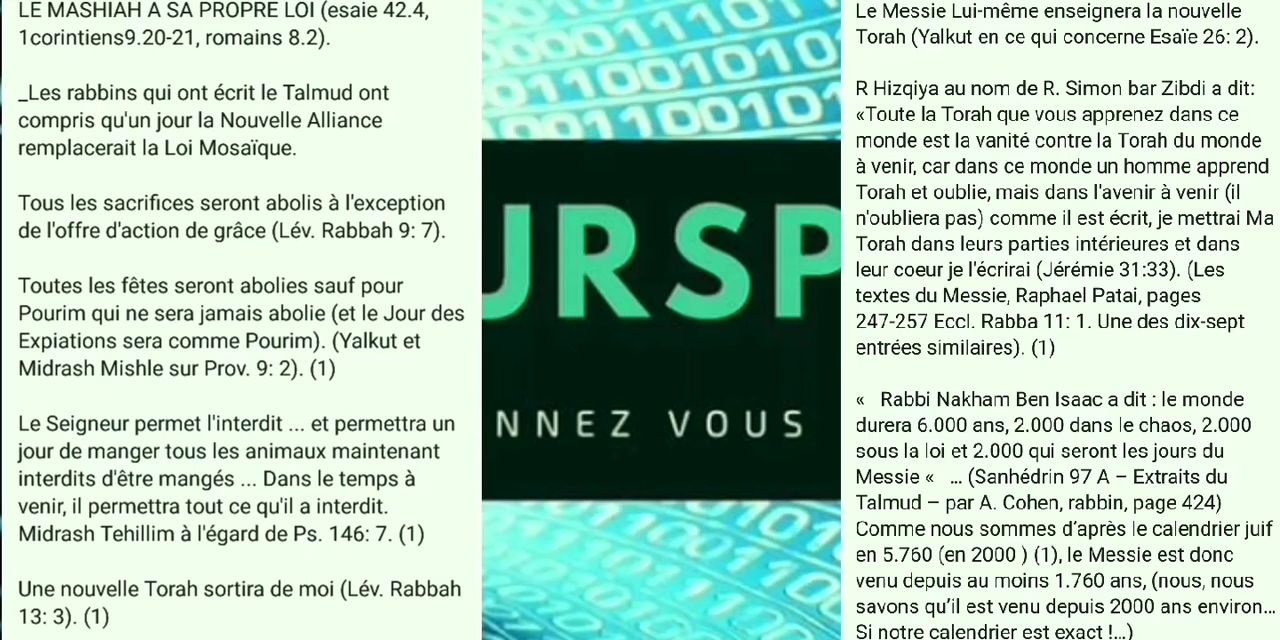 LE MASHIAH A SA PROPRE LOI (esaie 42.4,
1corintiens9.20-21, romains 8.2).
_Les rabbins qui ont écrit le Talmud ont
compris qu'un jour la Nouvelle Alliance
remplacerait la Loi Mosaïque.
Tous les sacrifices seront abolis à l'exception
de l'offre d'action de grâce (Lév. Rabbah 9: 7).
Toutes les fêtes seront abolies sauf pour
Pourim qui ne sera jamais abolie (et le Jour des
Expiations sera comme Pourim). (Yalkut et
Midrash Mishle sur Prov. 9: 2). (1)
Le Seigneur permet l'interdit ... et permettra un
jour de manger tous les animaux maintenant
interdits d'être mangés ... Dans le temps à
venir, il permettra tout ce qu'il a interdit.
Midrash Tehillim à l'égard de Ps. 146: 7. (1)
Une nouvelle Torah sortira de moi (Lév. Rabbah
13: 3). (1)
URSP
NNEZ VOUS
Le Messie Lui-même enseignera la nouvelle
Torah (Yalkut en ce qui concerne Esaïe 26: 2).
R Hizqiya au nom de R. Simon bar Zibdi a dit:
«Toute la Torah que vous apprenez dans ce
monde est la vanité contre la Torah du monde
à venir, car dans ce monde un homme apprend
Torah et oublie, mais dans l'avenir à venir (il
n'oubliera pas) comme il est écrit, je mettrai Ma
Torah dans leurs parties intérieures et dans
leur coeur je l'écrirai (Jérémie 31:33). (Les
textes du Messie, Raphael Patai, pages
247-257 Eccl. Rabba 11: 1. Une des dix-sept
entrées similaires). (1)
« Rabbi Nakham Ben Isaac a dit : le monde
durera 6.000 ans, 2.000 dans le chaos, 2.000
sous la loi et 2.000 qui seront les jours du
Messie « ... (Sanhédrin 97 A – Extraits du
Talmud – par A. Cohen, rabbin, page 424)
Comme nous sommes d'après le calendrier juif
en 5.760 (en 2000 ) (1), le Messie est donc
venu depuis au moins 1.760 ans, (nous, nous
savons qu'il est venu depuis 2000 ans environ...
Si notre calendrier est exact !...)